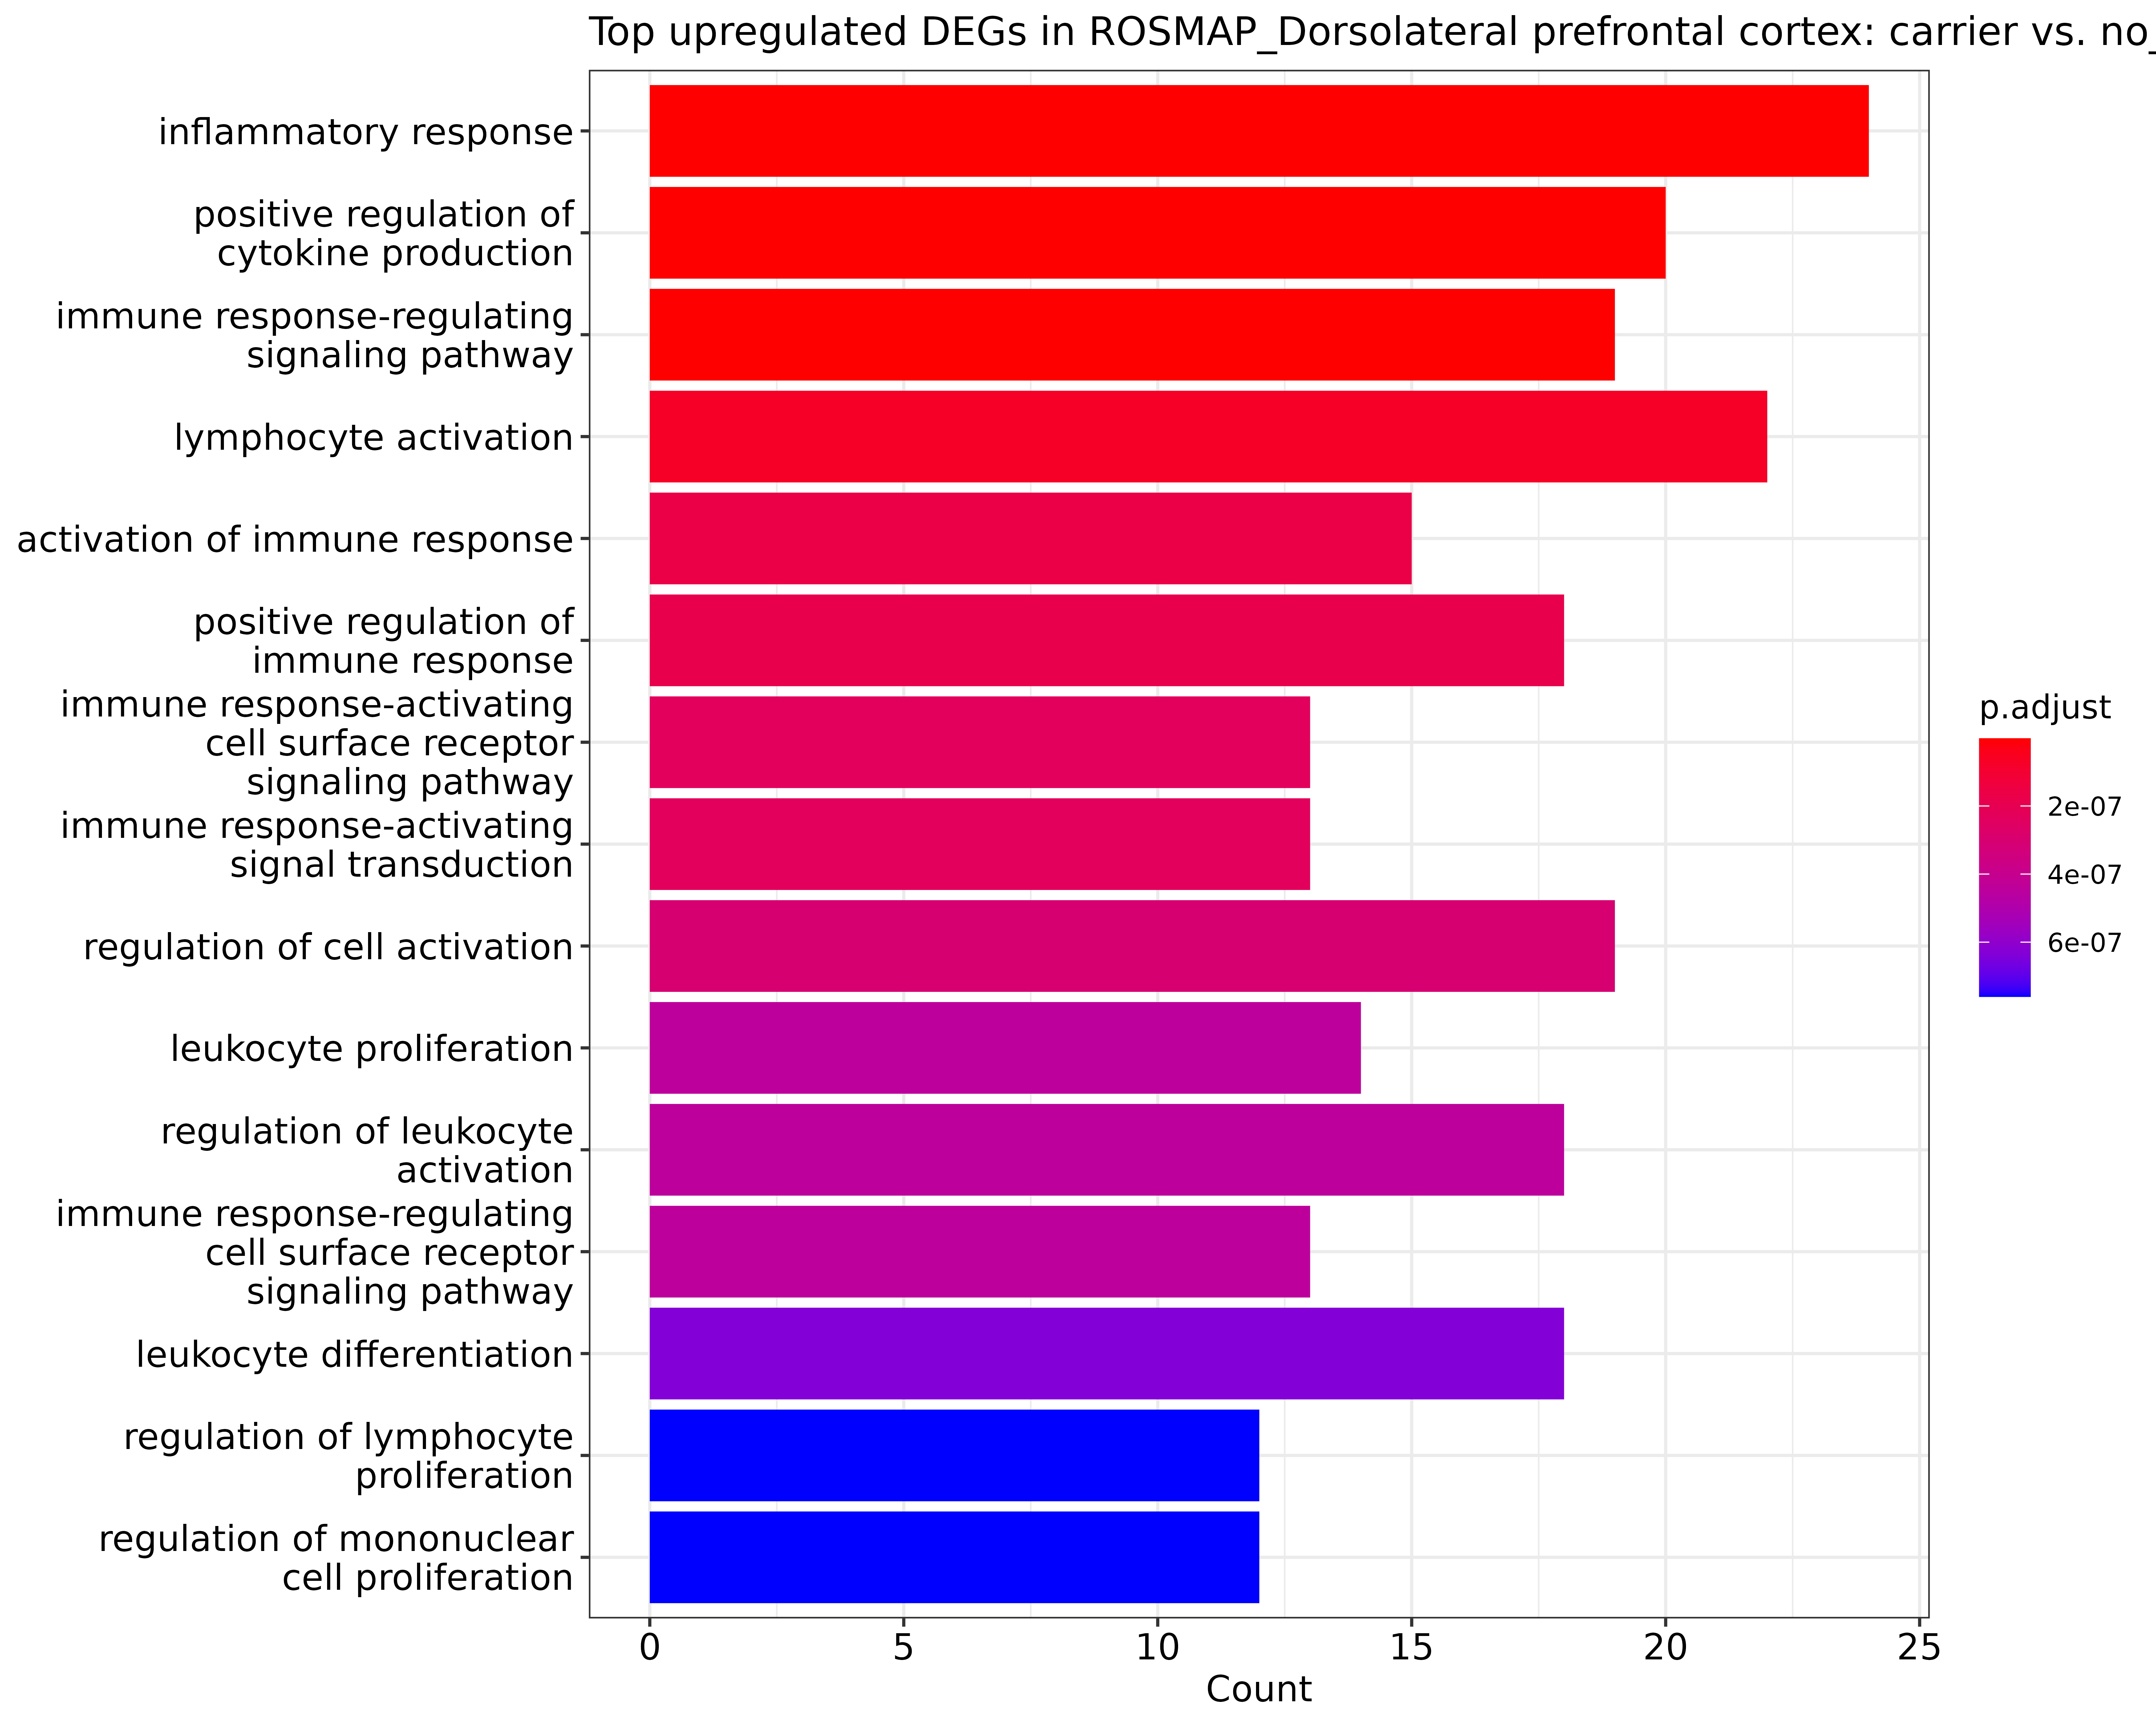 Top upregulated DEGs in ROSMAP_Dorsolateral prefrontal cortex: carrier vs. no_
inflammatory response
positive regulation of
cytokine production
immune response-regulating
signaling pathway
lymphocyte activation
activation of immune response
positive regulation of
immune response
immune response-activating
cell surface receptor
signaling pathway
immune response-activating
signal transduction
regulation of cell activation
leukocyte proliferation
regulation of leukocyte
activation
immune response-regulating
cell surface receptor
signaling pathway
leukocyte differentiation
regulation of lymphocyte
proliferation
regulation of mononuclear
cell proliferation
0 5 10 15 20 25
Count
p.adjust
2e-07
4e-07
6e-07